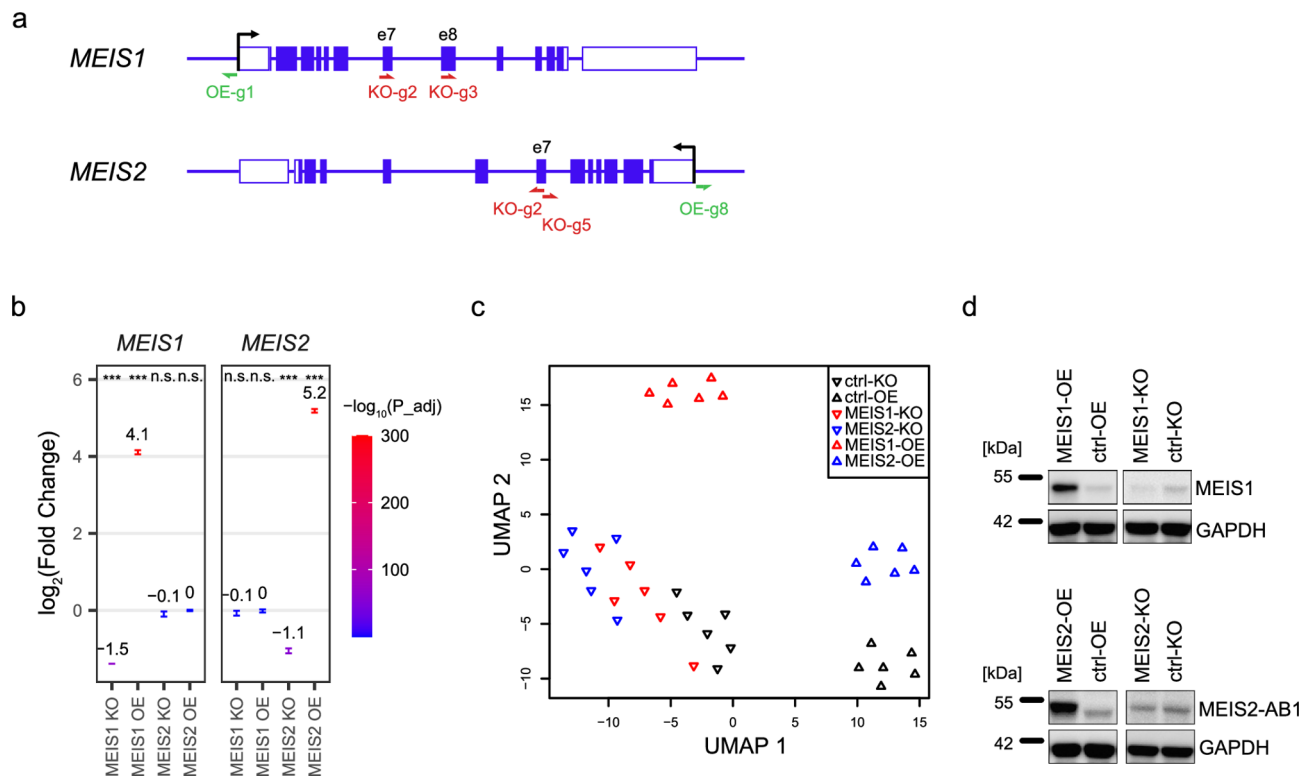 a
e7 e8
MEIS1
OE-g1 KO-g2 KO-g3
e7
MEIS2
KO-g2 OE-g8
KO-g5
b
MEIS1 MEIS2
*** *** n.s. n.s. n.s. n.s. *** ***
log2(Fold Change)
6
4
2
0
−1.5
4.1
−0.1
0
−0.1
0
−1.1
5.2
MEIS1 KO
MEIS1 OE
MEIS2 KO
MEIS2 OE
MEIS1 KO
MEIS1 OE
MEIS2 KO
MEIS2 OE
−log10(P_adj)
300
200
100
c
UMAP 2
15
10
5
0
−5
−10
−10 −5 0 5 10 15
UMAP 1
ctrl-KO
ctrl-OE
MEIS1-KO
MEIS2-KO
MEIS1-OE
MEIS2-OE
d
MEIS1-OE
ctrl-OE
MEIS1-KO
ctrl-KO
[kDa]
55
MEIS1
42
GAPDH
MEIS2-OE
ctrl-OE
MEIS2-KO
ctrl-KO
[kDa]
55
MEIS2-AB1
42
GAPDH